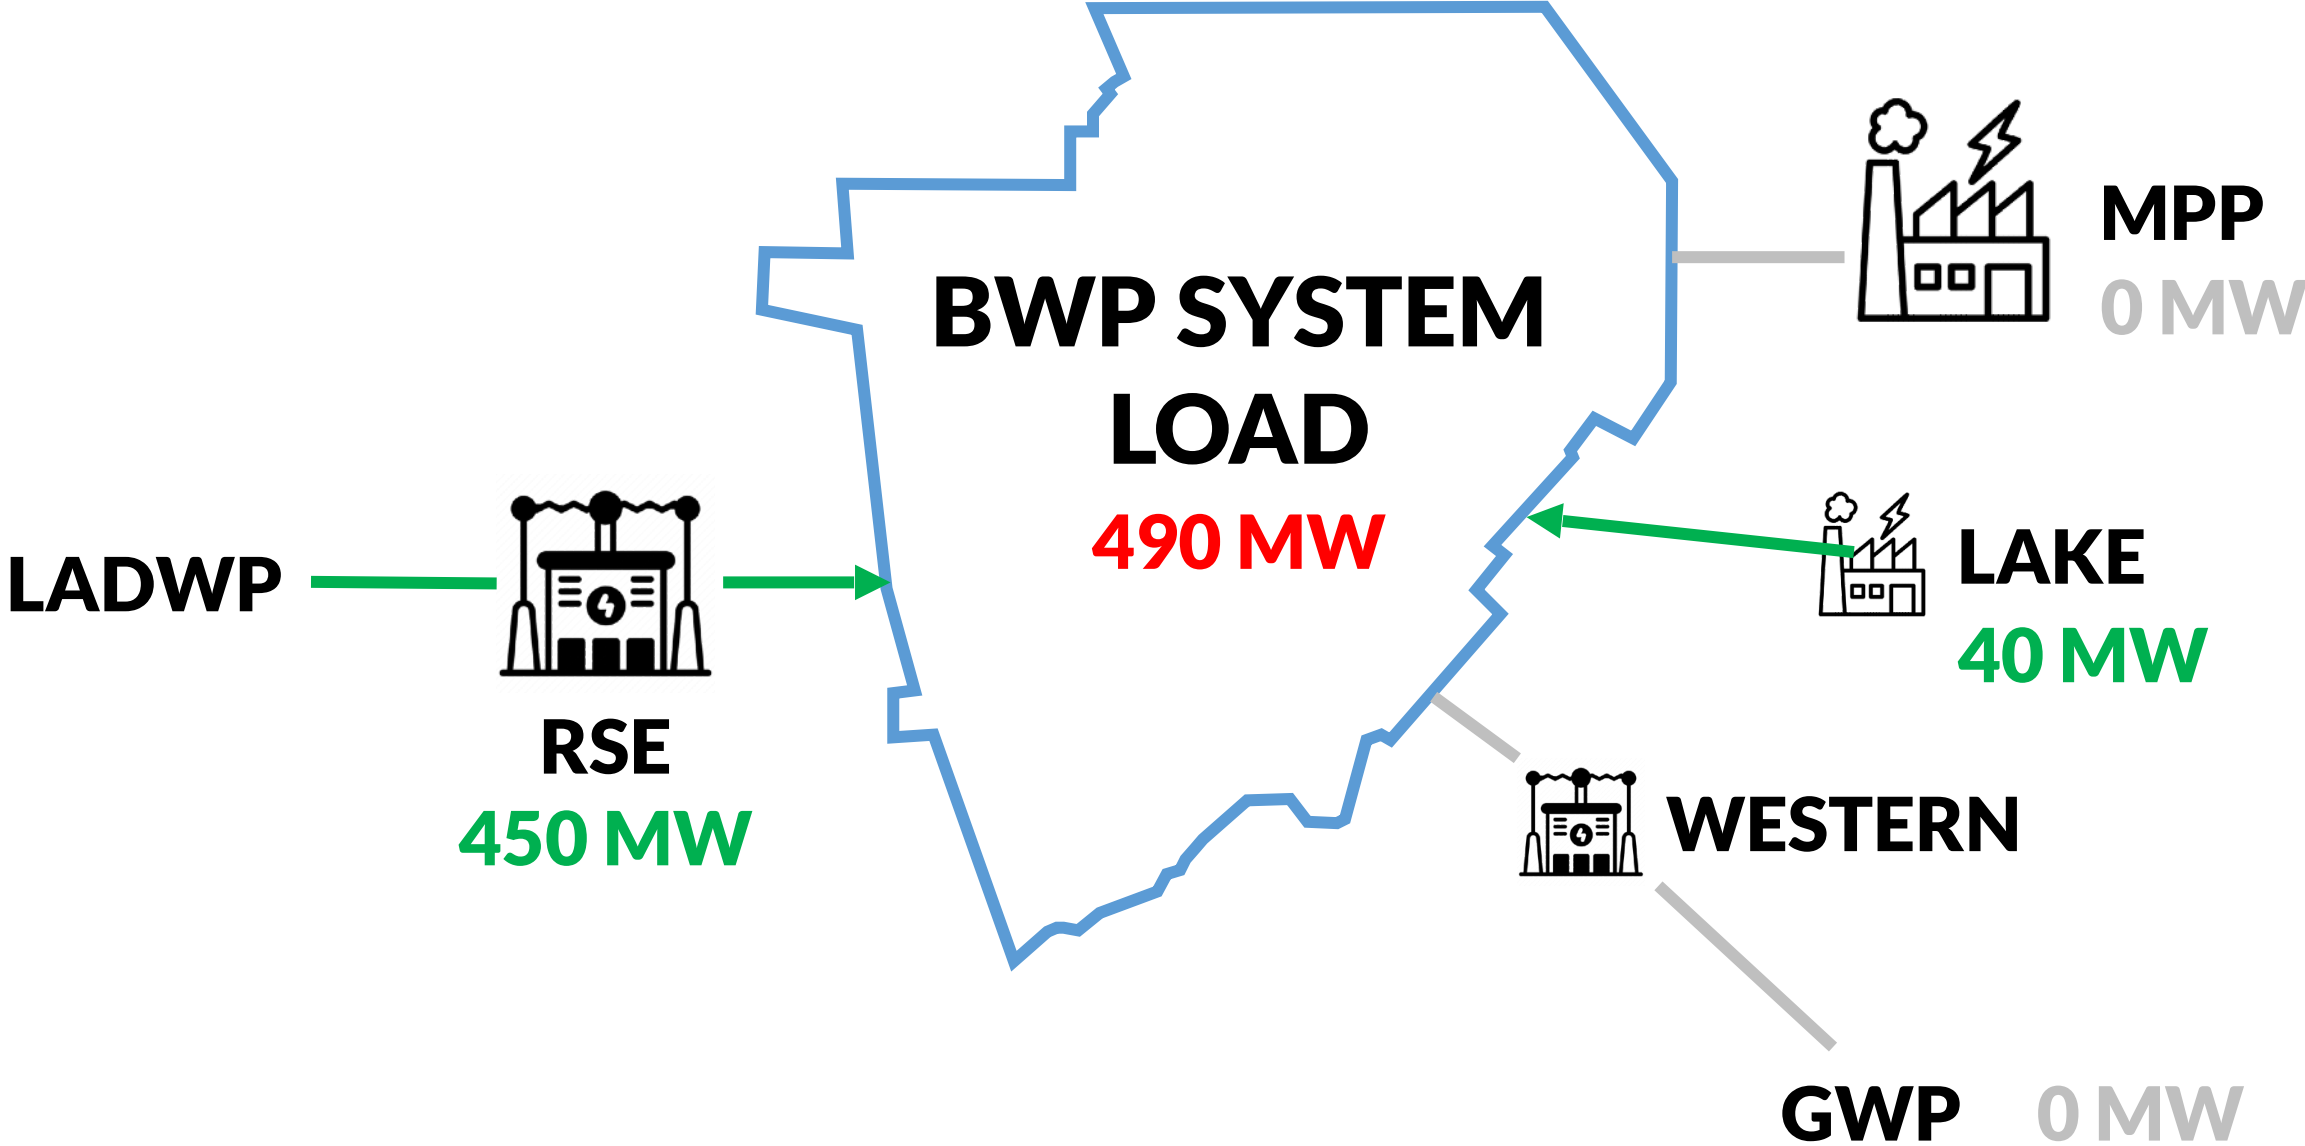 BWP SYSTEM
LOAD
490 MW
MPP
0 MW
LADWP
RSE
450 MW
LAKE
40 MW
WESTERN
GWP 0 MW